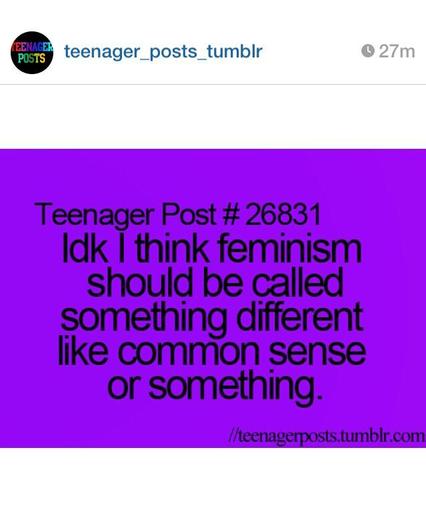 TEENAGER
POSTS
teenager_posts_tumblr
27m
Teenager Post # 26831
Idk I think feminism
should be called
something different
like common sense
or something.
//teenagerposts.tumblr.com